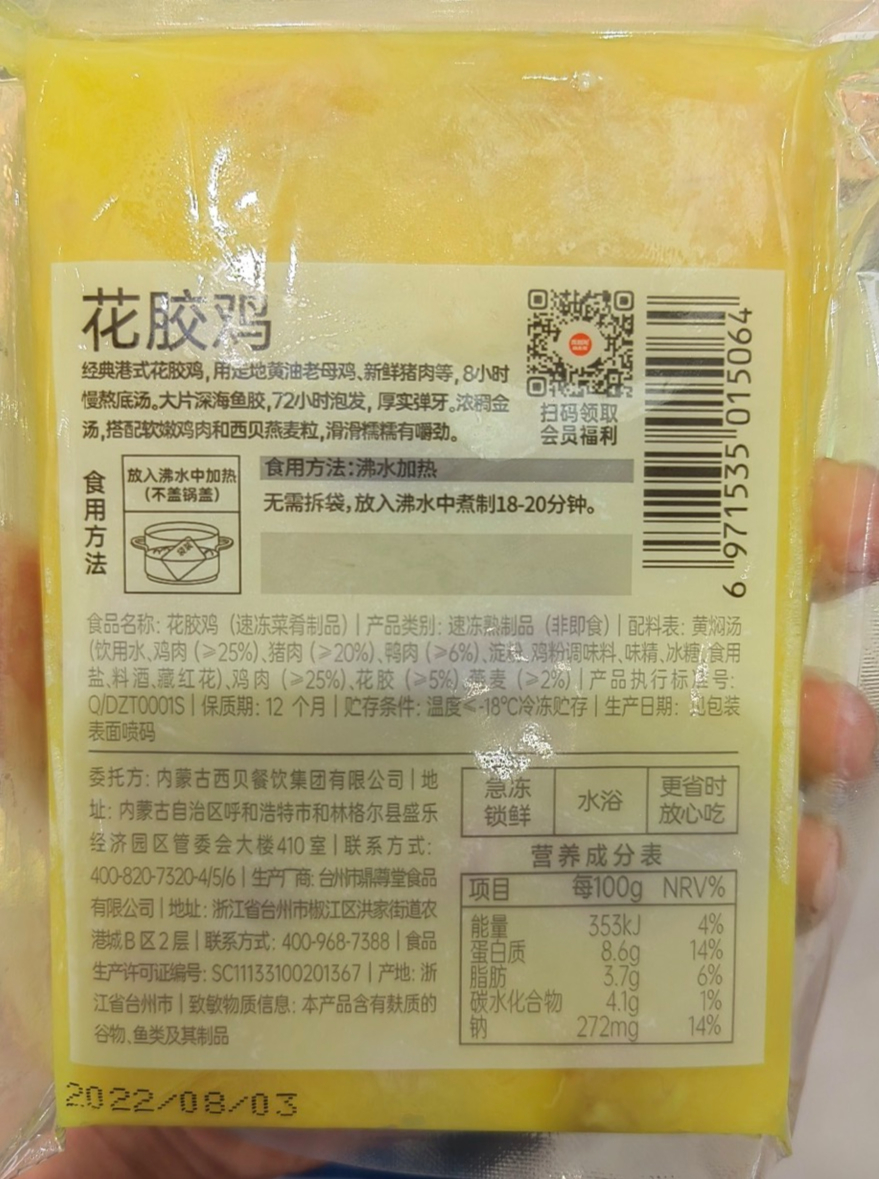 花胶鸡
经典港式花胶鸡,用走地黄油老母鸡、新鲜猪肉等,8小时
慢熬底汤。大片深海鱼胶,72小时泡发,厚实弹牙。浓稠金
汤,搭配软嫩鸡肉和西贝燕麦粒,滑滑糯糯有嚼劲。
扫码领取
会员福利
6 971535 015064
食用方法
放入沸水中加热
(不盖锅盖)
食用方法:沸水加热
无需拆袋,放入沸水中煮制18-20分钟。
食品名称: 花胶鸡 (速冻菜肴制品) | 产品类别: 速冻熟制品 (非即食) | 配料表: 黄焖汤
(饮用水、鸡肉 (≥25%)、猪肉 (≥20%)、鸭肉 (≥6%)、淀粉、鸡粉调味料、味精、冰糖、食用
盐、料酒、藏红花)、鸡肉 (≥25%)、花胶 (≥5%)、燕麦 (≥2%) | 产品执行标准号:
Q/DZT0001S | 保质期: 12 个月 | 贮存条件: 温度≤-18℃冷冻贮存 | 生产日期: 见包装
表面喷码
委托方: 内蒙古西贝餐饮集团有限公司 | 地
址: 内蒙古自治区呼和浩特市和林格尔县盛乐
经济园区管委会大楼410室 | 联系方式:
400-820-7320-4/5/6 | 生产厂商: 台州市鼎尊堂食品
有限公司 | 地址: 浙江省台州市椒江区洪家街道农
港城B区2层 | 联系方式: 400-968-7388 | 食品
生产许可证编号: SC11133100201367 | 产地: 浙
江省台州市 | 致敏物质信息: 本产品含有麸质的
谷物、鱼类及其制品
急冻
锁鲜
水浴
更省时
放心吃
营养成分表
项目 每100g NRV%
能量 353kJ 4%
蛋白质 8.6g 14%
脂肪 3.7g 6%
碳水化合物 4.1g 1%
钠 272mg 14%
2022/08/03